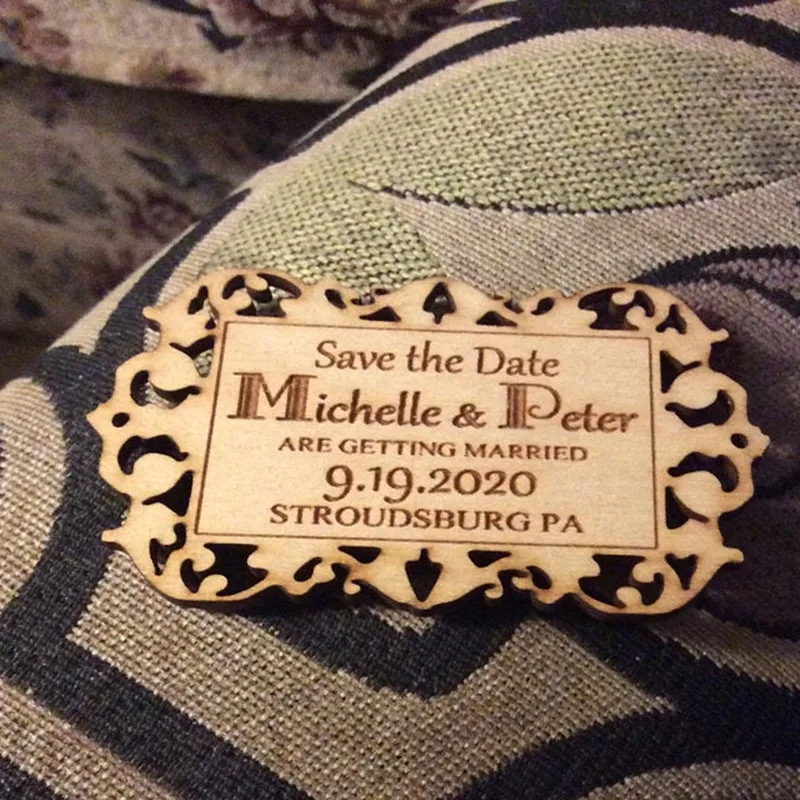 Save the Date
Michelle & Peter
ARE GETTING MARRIED
9.19.2020
STROUDSBURG PA